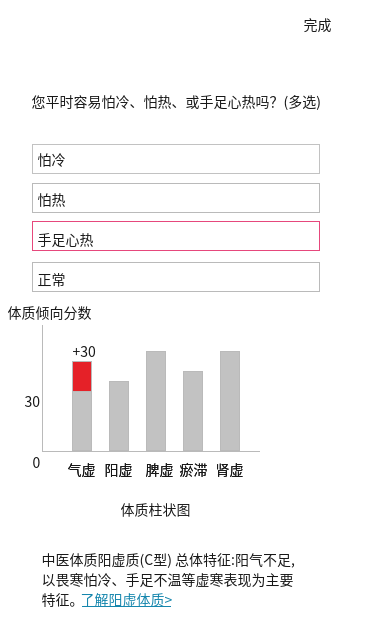 完成
您平时容易怕冷、怕热、或手足心热吗？(多选)
怕冷
怕热
手足心热
正常
体质倾向分数
+30
30
0
气虚 阳虚 脾虚 瘀滞 肾虚
体质柱状图
中医体质阳虚质(C型) 总体特征:阳气不足,
以畏寒怕冷、手足不温等虚寒表现为主要
特征。了解阳虚体质>